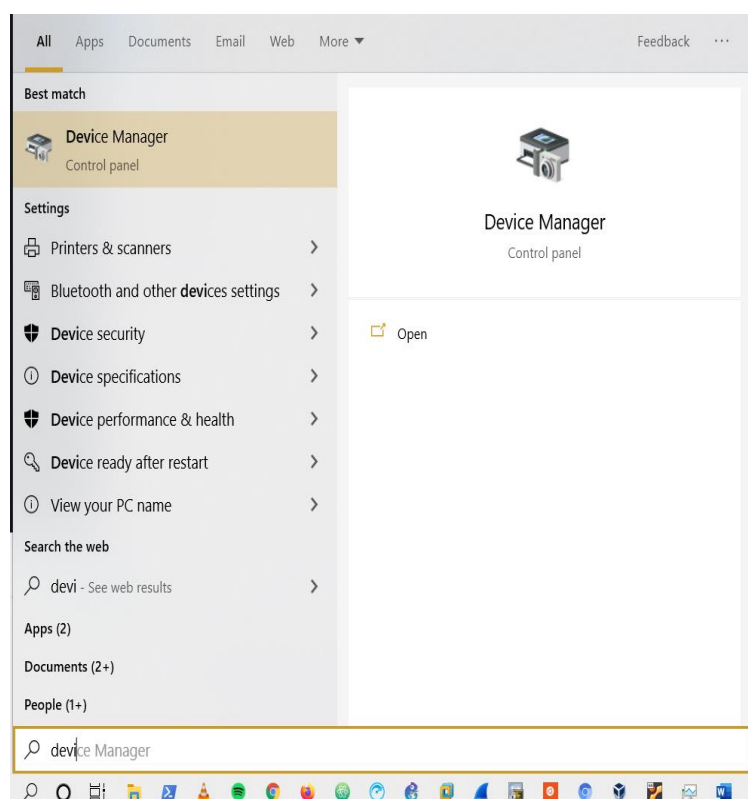 All Apps Documents Email Web More Feedback ...
Best match
Device Manager
Control panel
Settings
Printers & scanners
Bluetooth and other devices settings
Device security
Device specifications
Device performance & health
Device ready after restart
View your PC name
Search the web
devi - See web results
Apps (2)
Documents (2+)
People (1+)
Device Manager
Control panel
Open
device Manager